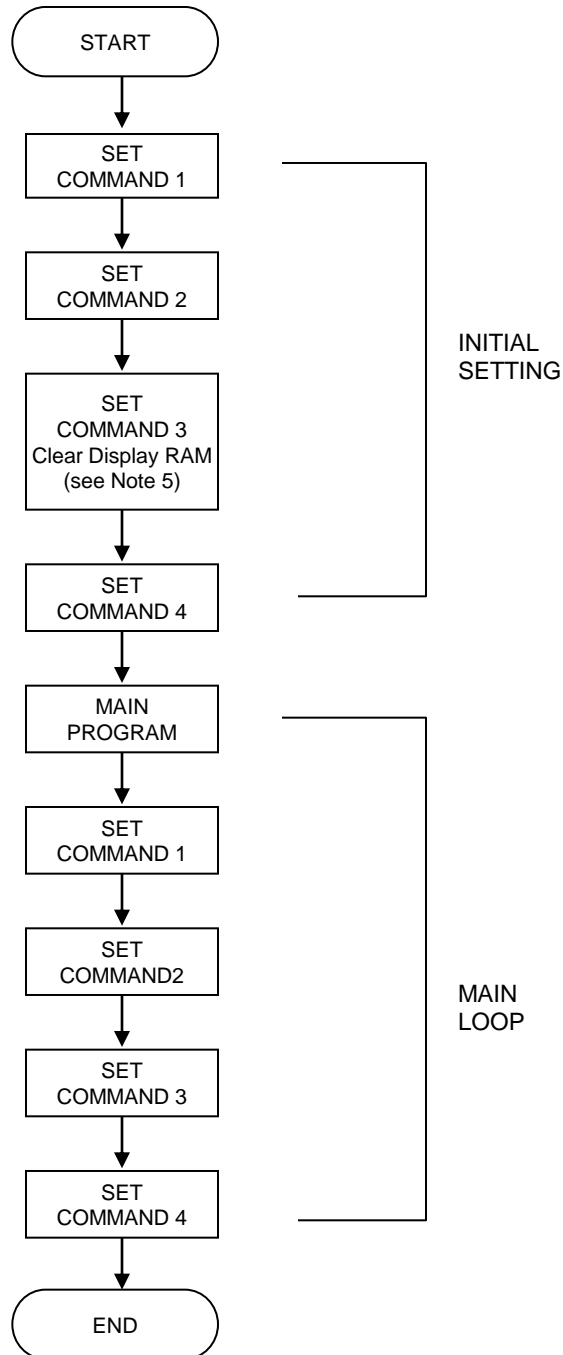 START
SET
COMMAND 1
SET
COMMAND 2
SET
COMMAND 3
Clear Display RAM
(see Note 5)
SET
COMMAND 4
INITIAL
SETTING
MAIN
PROGRAM
SET
COMMAND 1
SET
COMMAND2
SET
COMMAND 3
SET
COMMAND 4
MAIN
LOOP
END